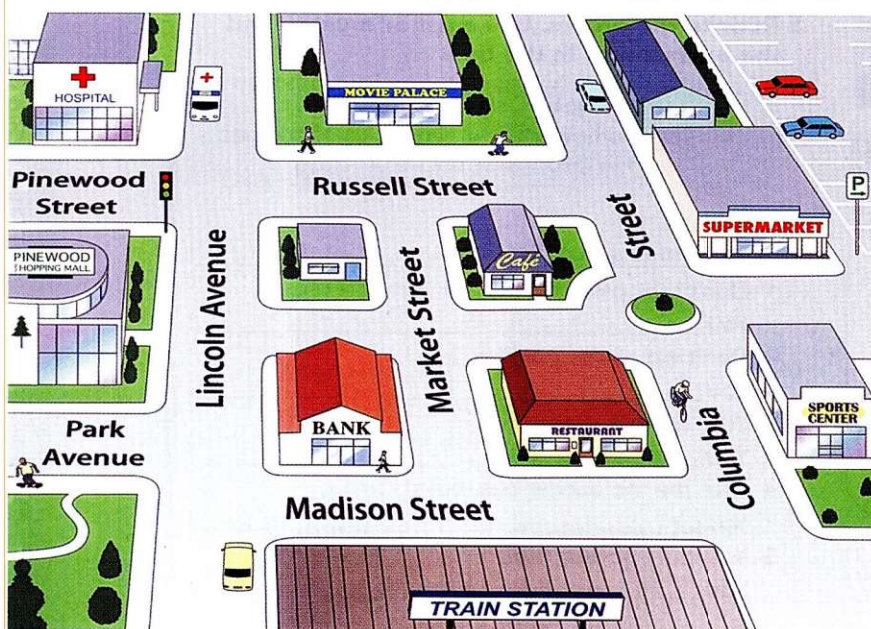 HOSPITAL
MOVIE PALACE
Pinewood
Street
Russell Street
P
SUPERMARKET
Street
PINEWOOD
SHOPPING MALL
Café
Lincoln Avenue
Market Street
Park
Avenue
BANK
RESTAURANT
SPORTS
CENTER
Columbia
Madison Street
TRAIN STATION